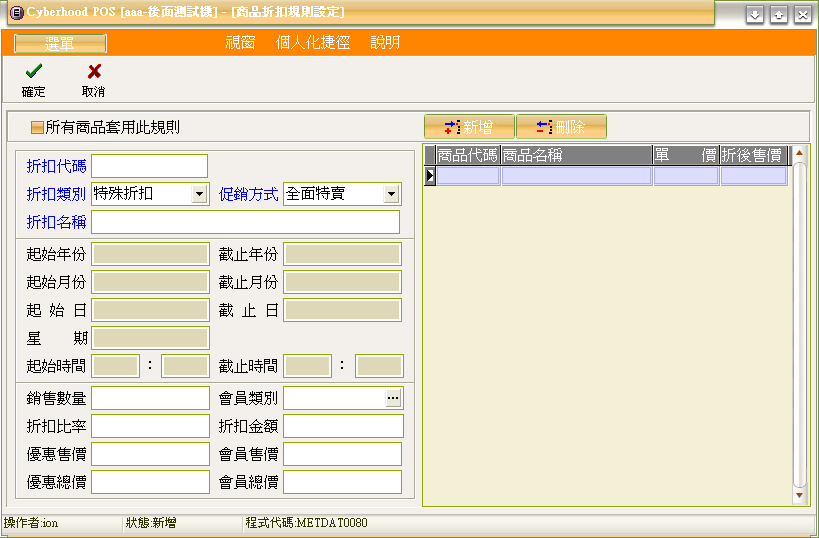 Cyberhood POS [aaa-後面測試機] - [商品折扣規則設定]
選單 視窗 個人化捷徑 說明
確定 取消
所有商品套用此規則 新增 刪除
商品代碼 商品名稱 單 價 折後售價
折扣代碼
折扣類別 特殊折扣 促銷方式 全面特賣
折扣名稱
起始年份 截止年份
起始月份 截止月份
起 始 日 截 止 日
星 期
起始時間 : 截止時間 :
銷售數量 會員類別 ...
折扣比率 折扣金額
優惠售價 會員售價
優惠總價 會員總價
操作者:ion 狀態:新增 程式代碼:METDAT0080